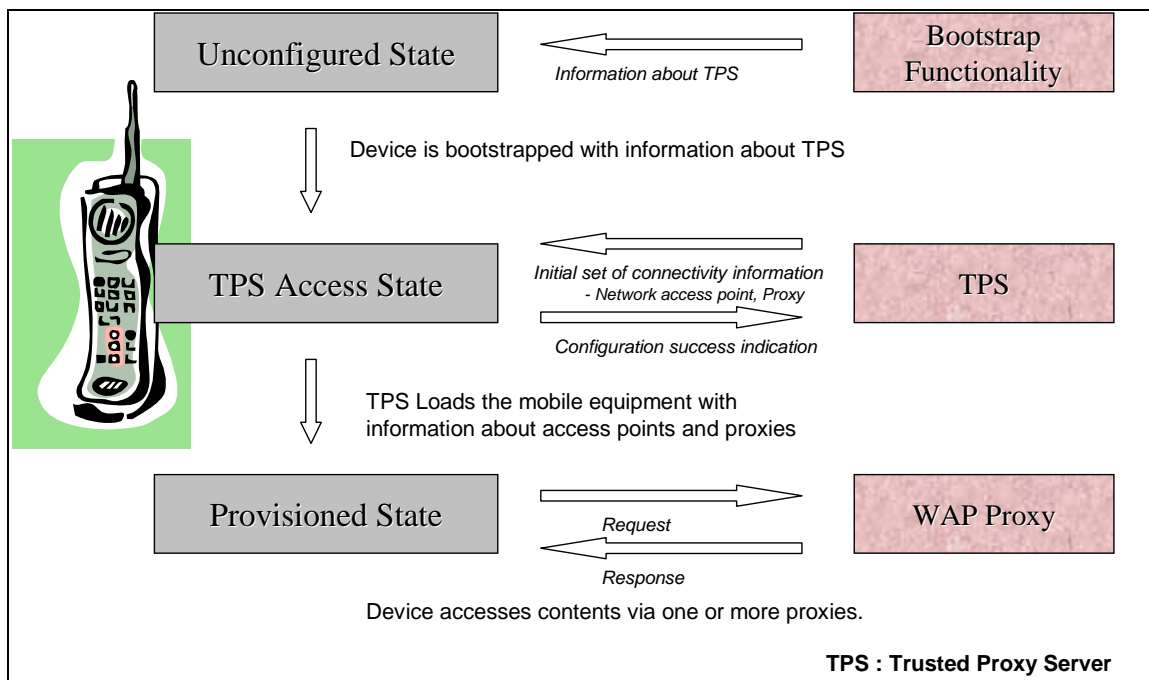 Unconfigured State
Information about TPS
Bootstrap
Functionality
Device is bootstrapped with information about TPS
TPS Access State
Initial set of connectivity information
- Network access point, Proxy
Configuration success indication
TPS
TPS Loads the mobile equipment with
information about access points and proxies
Provisioned State
Request
Response
WAP Proxy
Device accesses contents via one or more proxies.
TPS : Trusted Proxy Server